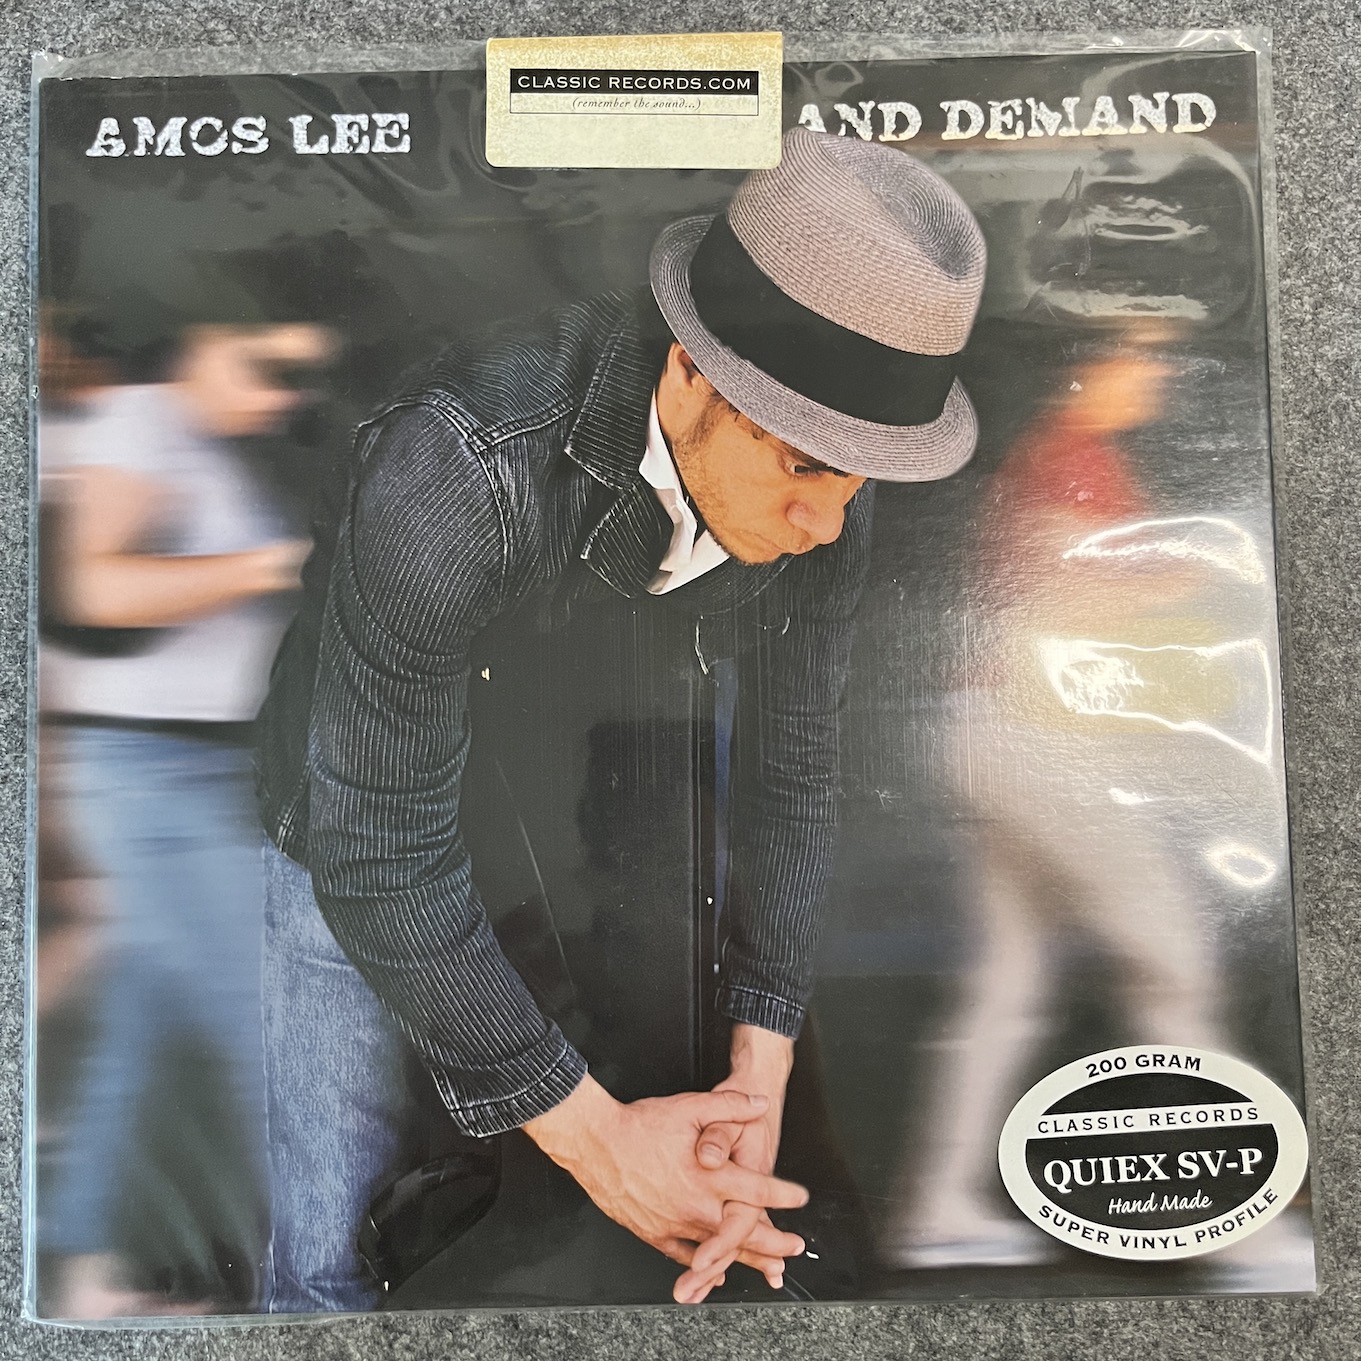 AMOS LEE
AND DEMAND
CLASSIC RECORDS.COM
(remember the sound...)
200 GRAM
CLASSIC RECORDS
QUIEX SV-P
Hand Made
SUPER VINYL PROFILE